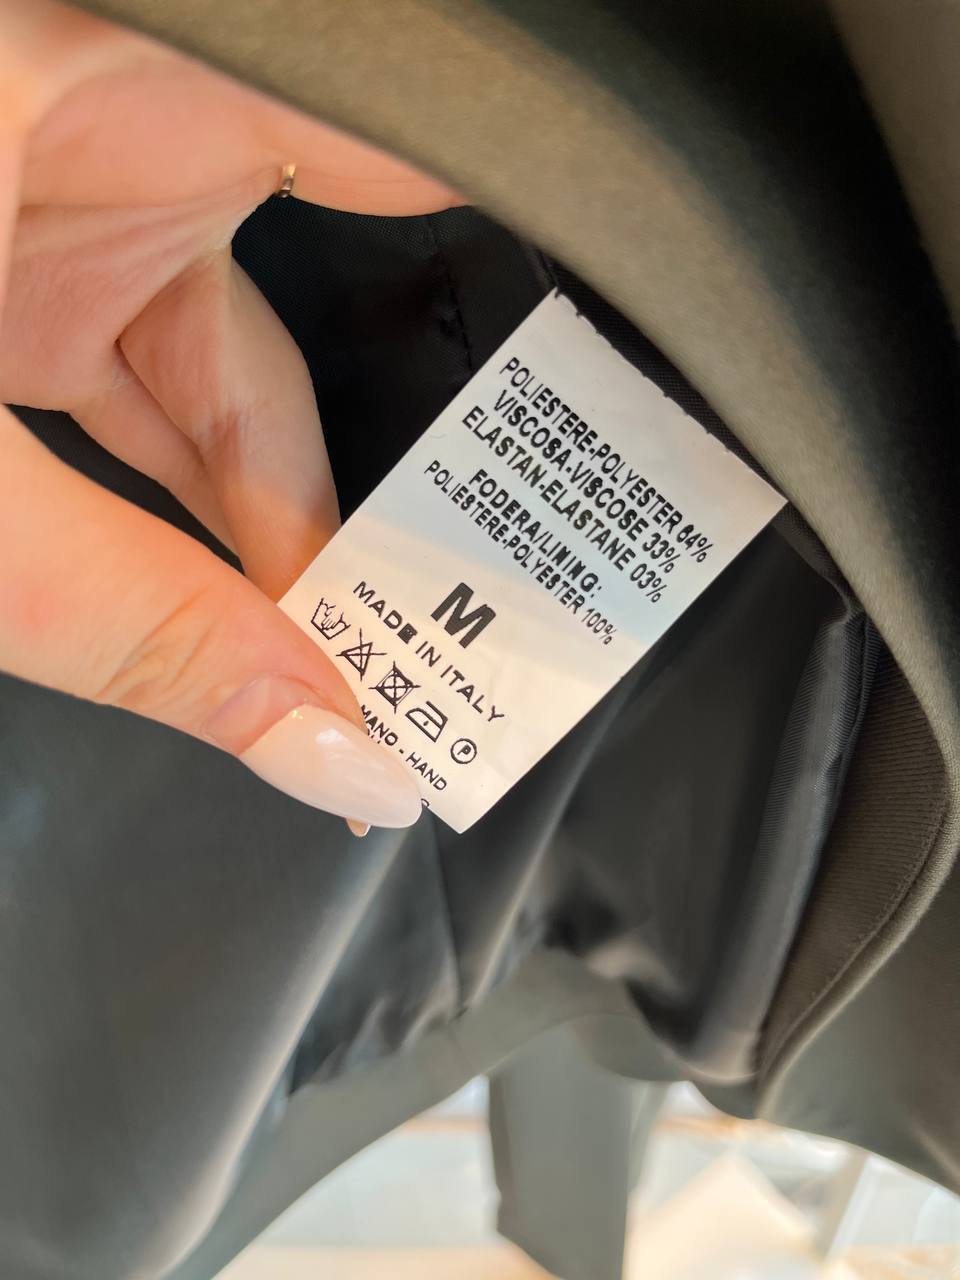 POLIESTERE-POLYESTER 64%
VISCOSA-VISCOSE 33%
ELASTAN-ELASTANE 03%
FODERA/LINING:
POLIESTERE-POLYESTER 100%
M
MADE IN ITALY
P
MANO - HAND